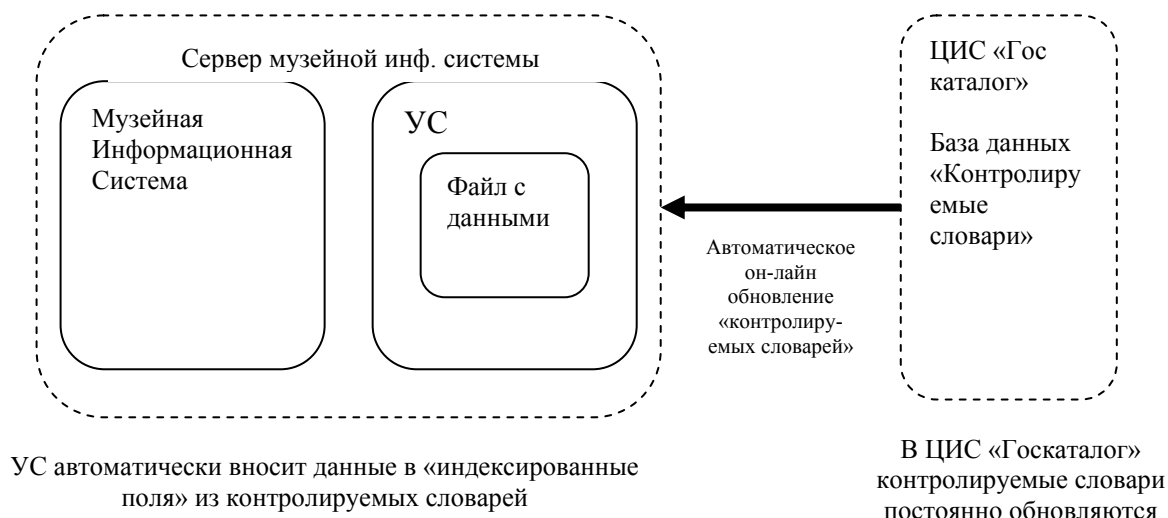 Сервер музейной инф. системы
Музейная
Информационная
Система
УС
Файл с
данными
Автоматическое
он-лайн
обновление
«контролиру-
емых словарей»
ЦИС «Гос
каталог»
База данных
«Контролиру
емые
словари»
УС автоматически вносит данные в «индексированные
поля» из контролируемых словарей
В ЦИС «Госкаталог»
контролируемые словари
постоянно обновляются